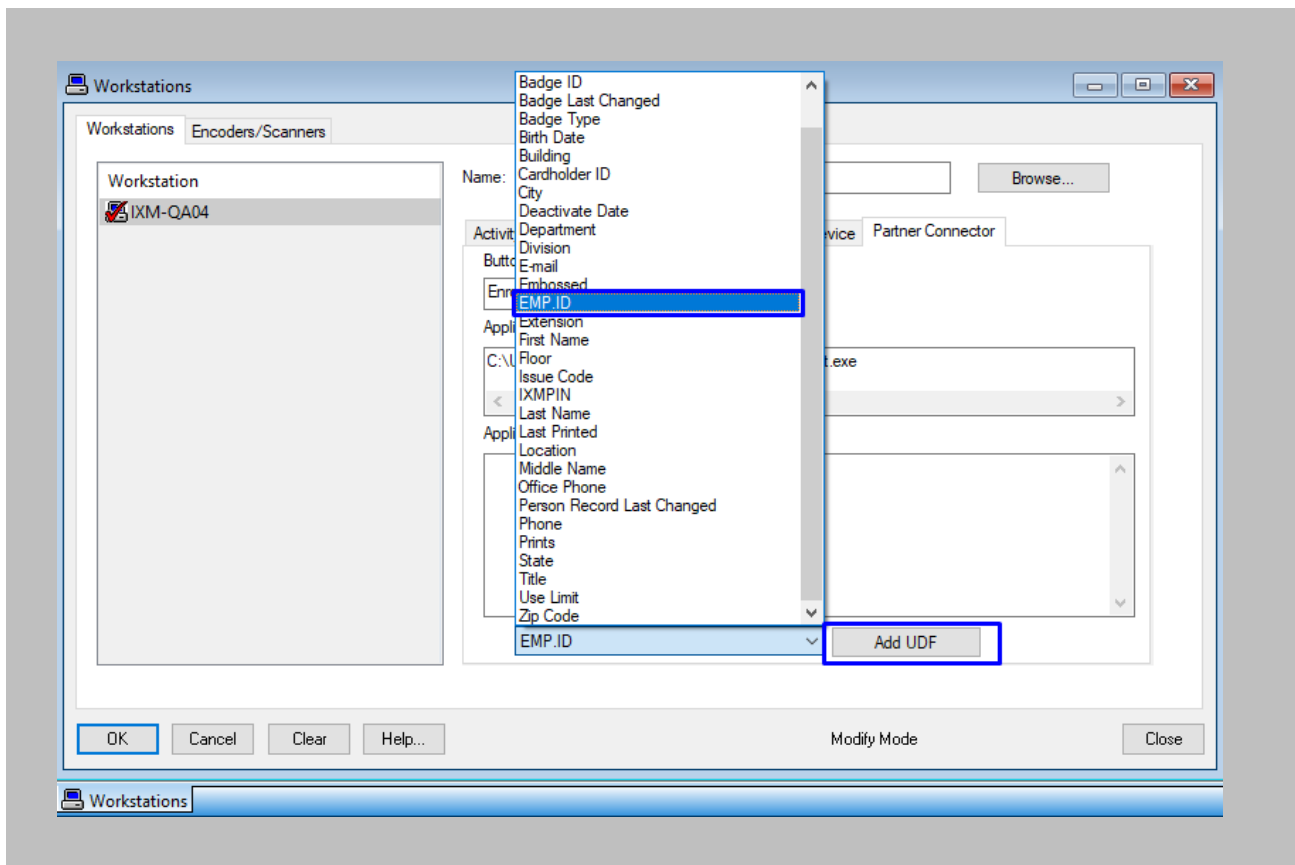 Workstations
Workstations
Encoders/Scanners
Workstation
IXM-QA04
Name:
Browse...
Partner Connector
C:\
.exe
Badge ID
Badge Last Changed
Badge Type
Birth Date
Building
Cardholder ID
City
Deactivate Date
Department
Division
E-mail
Embossed
EMP.ID
Extension
First Name
Floor
Issue Code
IXMPIN
Last Name
Last Printed
Location
Middle Name
Office Phone
Person Record Last Changed
Phone
Prints
State
Title
Use Limit
Zip Code
EMP.ID
Add UDF
OK
Cancel
Clear
Help...
Modify Mode
Close
Workstations